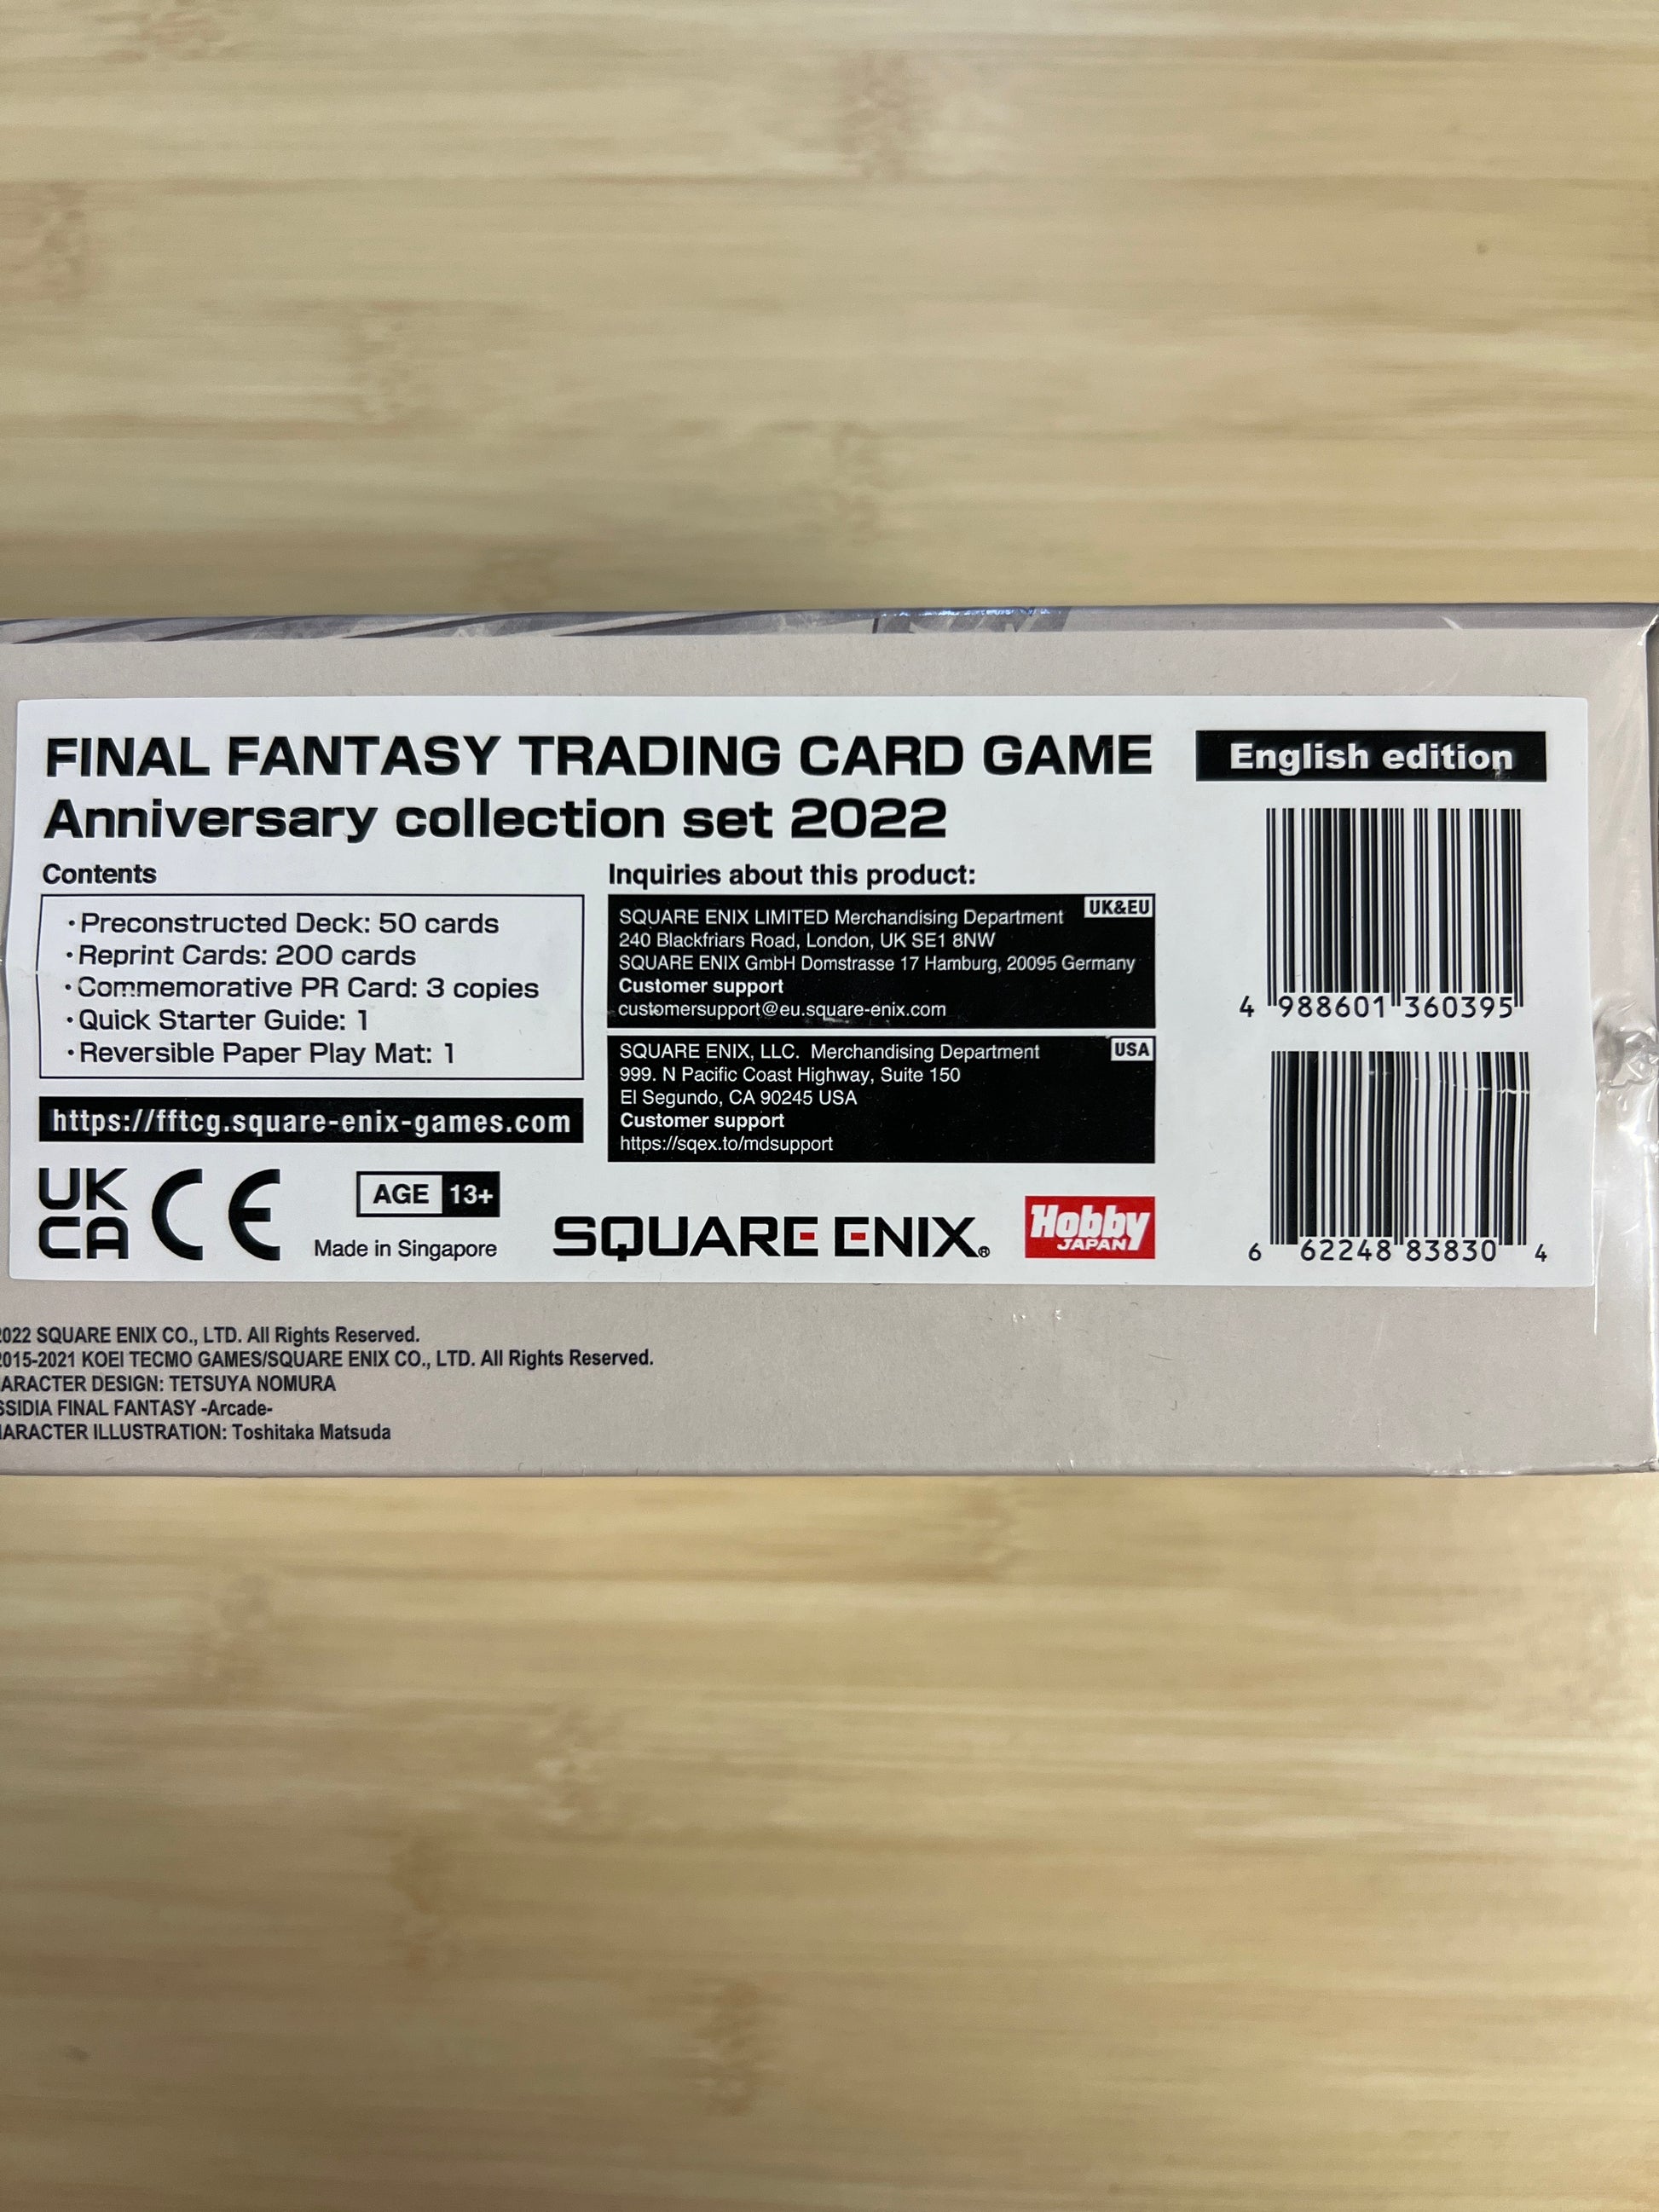 FINAL FANTASY TRADING CARD GAME
Anniversary collection set 2022
English edition
Contents
・Preconstructed Deck: 50 cards
・Reprint Cards: 200 cards
・Commemorative PR Card: 3 copies
・Quick Starter Guide: 1
・Reversible Paper Play Mat: 1
https://fftcg.square-enix-games.com
UK
CA
CE
AGE 13+
Made in Singapore
Inquiries about this product:
UK&EU
SQUARE ENIX LIMITED Merchandising Department
240 Blackfriars Road, London, UK SE1 8NW
SQUARE ENIX GmbH Domstrasse 17 Hamburg, 20095 Germany
Customer support
customersupport@eu.square-enix.com
SQUARE ENIX, LLC. Merchandising Department
USA
999. N Pacific Coast Highway, Suite 150
El Segundo, CA 90245 USA
Customer support
https://sqex.to/mdsupport
SQUARE ENIX®
Hobby
JAPAN
4 988601 360395
6 62248 83830 4
2022 SQUARE ENIX CO., LTD. All Rights Reserved.
2015-2021 KOEI TECMO GAMES/SQUARE ENIX CO., LTD. All Rights Reserved.
ARACTER DESIGN: TETSUYA NOMURA
SSIDIA FINAL FANTASY -Arcade-
ARACTER ILLUSTRATION: Toshitaka Matsuda